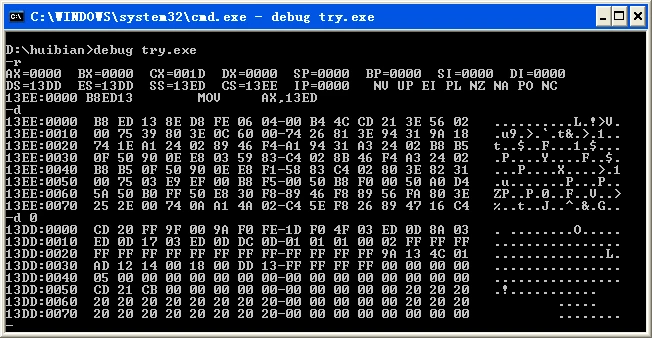 C:\WINDOWS\system32\cmd.exe - debug try.exe
D:\huibian>debug try.exe
-r
AX=0000  BX=0000  CX=001D  DX=0000  SP=0000  BP=0000  SI=0000  DI=0000
DS=13DD  ES=13DD  SS=13ED  CS=13EE  IP=0000   NV UP EI PL NZ NA PO NC
13EE:0000 B8ED13        MOV     AX,13ED
-d
13EE:0000  B8 ED 13 8E D8 FE 06 04-00 B4 4C CD 21 3E 56 02   ..........L.!>V.
13EE:0010  00 75 39 80 3E 0C 60 00-74 26 81 3E 94 31 9A 18   .u9.>.`.t&.>.1..
13EE:0020  74 1E A1 24 02 89 46 F4-A1 94 31 A3 24 02 B8 B5   t..$..F...1.$...
13EE:0030  0F 50 90 0E E8 03 59 83-C4 02 8B 46 F4 A3 24 02   .P....Y....F..$.
13EE:0040  B8 B5 0F 50 90 0E E8 F1-58 83 C4 02 80 3E 82 31   ...P....X....>.1
13EE:0050  00 75 03 E9 EF 00 B8 F5-00 50 B8 F0 00 50 A0 D4   .u.......P...P..
13EE:0060  5A 50 B0 FF 50 E8 30 F8-89 46 F8 89 56 FA 80 3E   ZP..P.0..F..V..>
13EE:0070  25 2E 00 74 0A A1 4A 02-C4 5E F8 26 89 47 16 C4   %..t..J..^.&.G..
-d 0
13DD:0000  CD 20 FF 9F 00 9A F0 FE-1D F0 4F 03 ED 0D 8A 03   . ........O.....
13DD:0010  ED 0D 17 03 ED 0D DC 0D-01 01 01 00 02 FF FF FF   ................
13DD:0020  FF FF FF FF FF FF FF FF-FF FF FF FF 9A 13 4C 01   ..............L.
13DD:0030  AD 12 14 00 18 00 DD 13-FF FF FF FF 00 00 00 00   ................
13DD:0040  05 00 00 00 00 00 00 00-00 00 00 00 00 00 00 00   ................
13DD:0050  CD 21 CB 00 00 00 00 00-00 00 00 00 00 20 20 20   .!...........
13DD:0060  20 20 20 20 20 20 20 20-00 00 00 00 00 20 20 20           .....
13DD:0070  20 20 20 20 20 20 20 20-00 00 00 00 00 00 00 00           ........
-